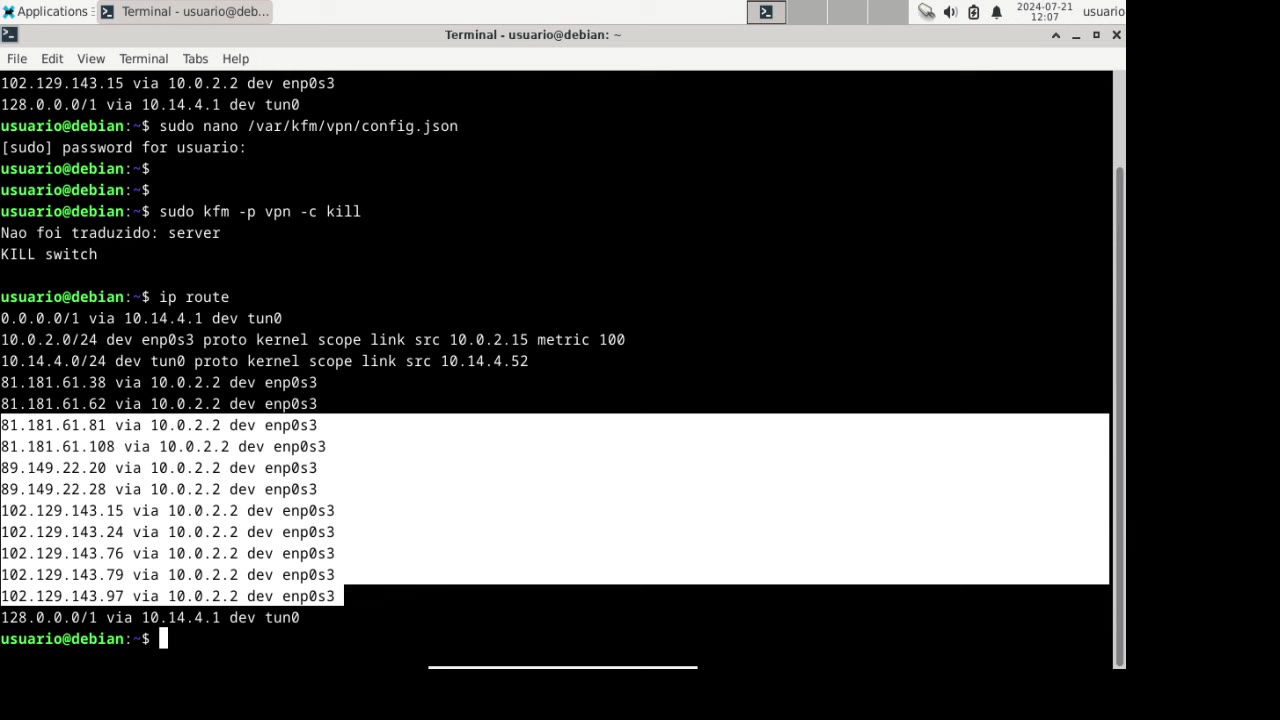 Applications
Terminal - usuario@deb...
2024-07-21
12:07
usuario
Terminal - usuario@debian: ~
File Edit View Terminal Tabs Help
102.129.143.15 via 10.0.2.2 dev enp0s3
128.0.0.0/1 via 10.14.4.1 dev tun0
usuario@debian:~$ sudo nano /var/kfm/vpn/config.json
[sudo] password for usuario:
usuario@debian:~$
usuario@debian:~$
usuario@debian:~$ sudo kfm -p vpn -c kill
Nao foi traduzido: server
KILL switch
usuario@debian:~$ ip route
0.0.0.0/1 via 10.14.4.1 dev tun0
10.0.2.0/24 dev enp0s3 proto kernel scope link src 10.0.2.15 metric 100
10.14.4.0/24 dev tun0 proto kernel scope link src 10.14.4.52
81.181.61.38 via 10.0.2.2 dev enp0s3
81.181.61.62 via 10.0.2.2 dev enp0s3
81.181.61.81 via 10.0.2.2 dev enp0s3
81.181.61.108 via 10.0.2.2 dev enp0s3
89.149.22.20 via 10.0.2.2 dev enp0s3
89.149.22.28 via 10.0.2.2 dev enp0s3
102.129.143.15 via 10.0.2.2 dev enp0s3
102.129.143.24 via 10.0.2.2 dev enp0s3
102.129.143.76 via 10.0.2.2 dev enp0s3
102.129.143.79 via 10.0.2.2 dev enp0s3
102.129.143.97 via 10.0.2.2 dev enp0s3
128.0.0.0/1 via 10.14.4.1 dev tun0
usuario@debian:~$